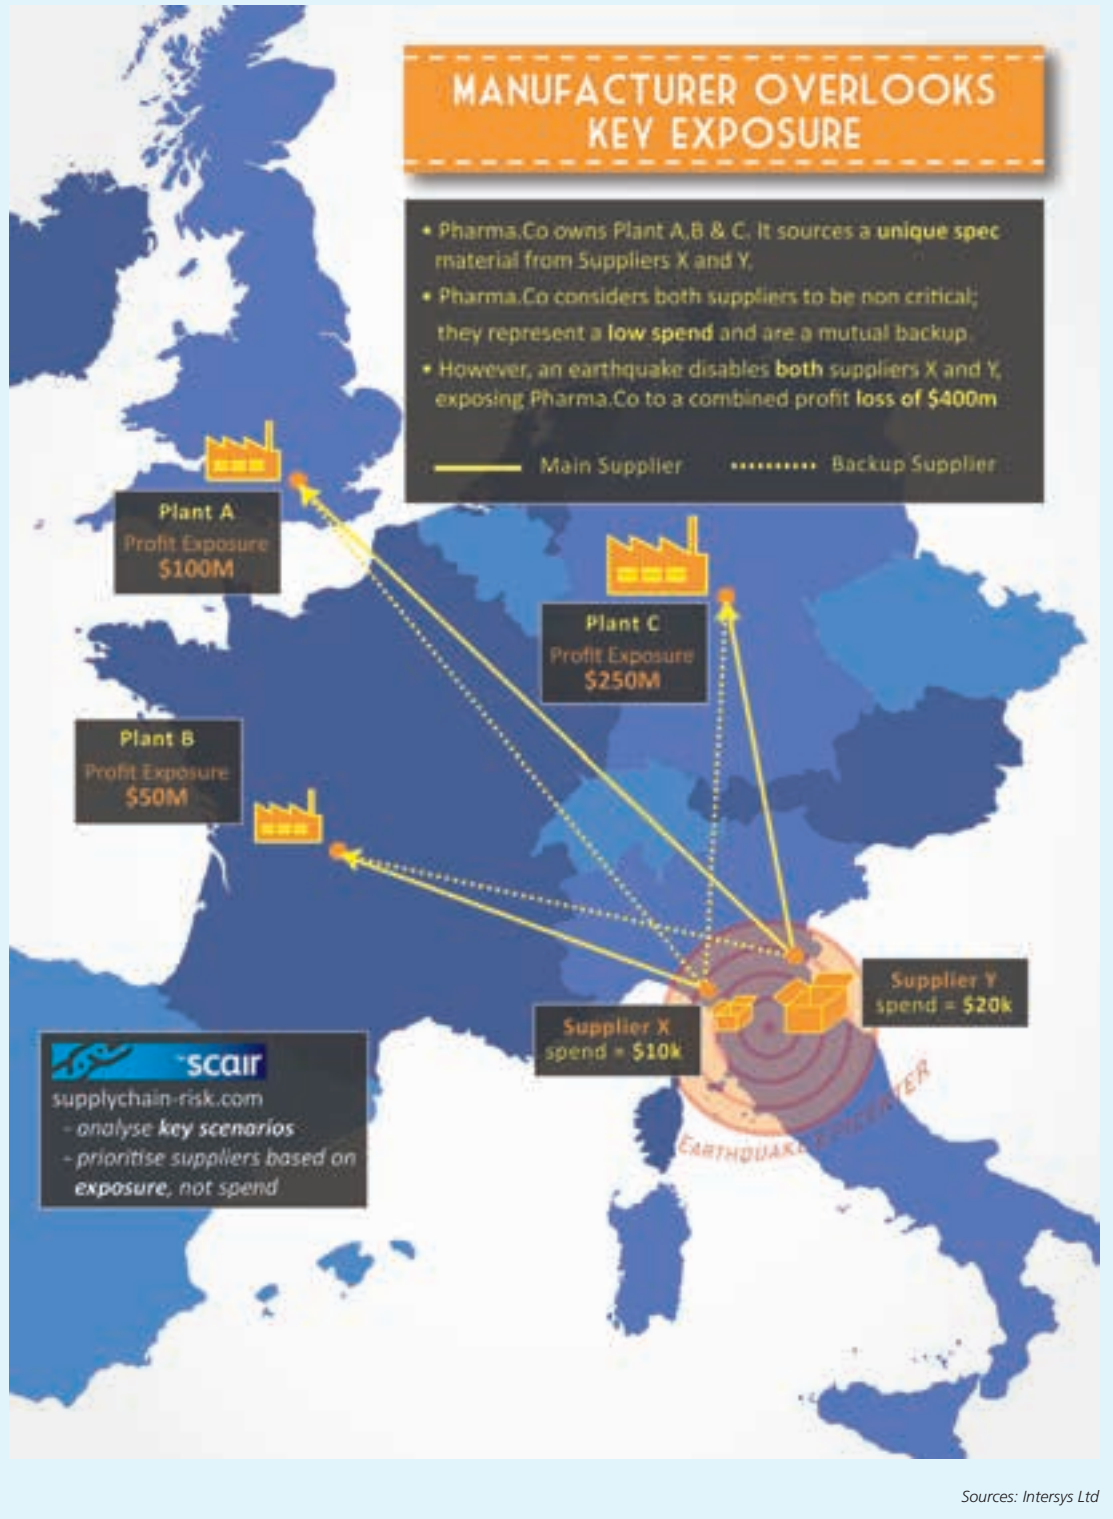 MANUFACTURER OVERLOOKS
KEY EXPOSURE
• Pharma.Co owns Plant A,B & C. It sources a unique spec
material from Suppliers X and Y.
• Pharma.Co considers both suppliers to be non critical;
they represent a low spend and are a mutual backup.
• However, an earthquake disables both suppliers X and Y,
exposing Pharma.Co to a combined profit loss of $400m
Main Supplier
Backup Supplier
Plant A
Profit Exposure
$100M
Plant C
Profit Exposure
$250M
Plant B
Profit Exposure
$50M
Supplier Y
spend = $20k
Supplier X
spend = $10k
EARTHQUAKE EPICENTER
scair
supplychain-risk.com
- analyse key scenarios
- prioritise suppliers based on
exposure, not spend
Sources: Intersys Ltd